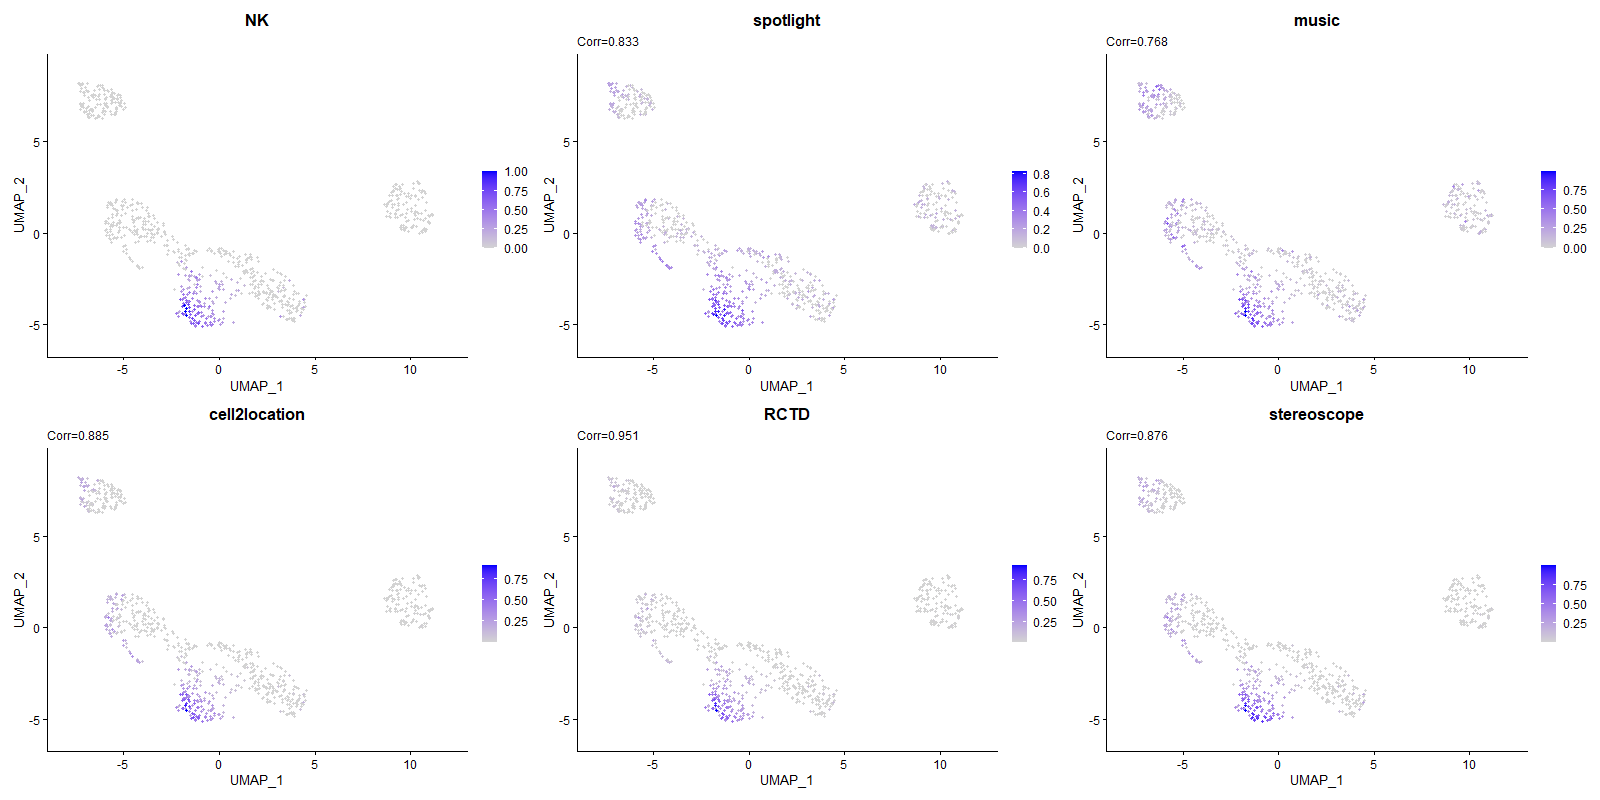 NK
5
0
-5
UMAP_2
-5
0
5
10
UMAP_1
1.00
0.75
0.50
0.25
0.00
spotlight
Corr=0.833
5
0
-5
UMAP_2
-5
0
5
10
UMAP_1
0.8
0.6
0.4
0.2
0.0
music
Corr=0.768
5
0
-5
UMAP_2
-5
0
5
10
UMAP_1
0.75
0.50
0.25
0.00
cell2location
Corr=0.885
5
0
-5
UMAP_2
-5
0
5
10
UMAP_1
0.75
0.50
0.25
RCTD
Corr=0.951
5
0
-5
UMAP_2
-5
0
5
10
UMAP_1
0.75
0.50
0.25
stereoscope
Corr=0.876
5
0
-5
UMAP_2
-5
0
5
10
UMAP_1
0.75
0.50
0.25